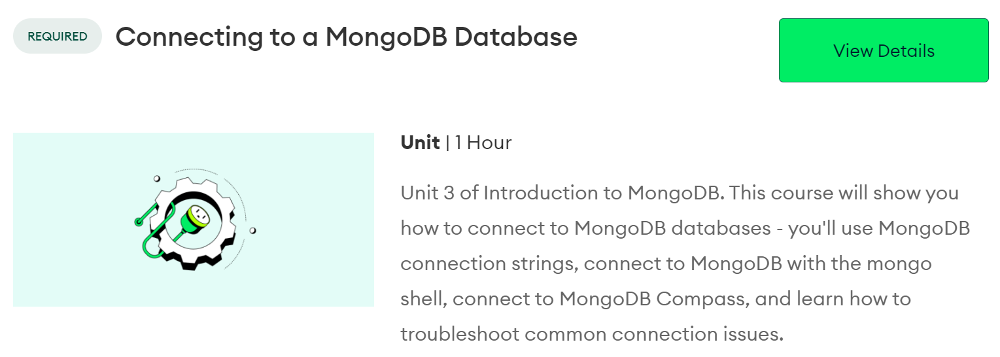 REQUIRED
Connecting to a MongoDB Database
View Details
Unit | 1 Hour
Unit 3 of Introduction to MongoDB. This course will show you
how to connect to MongoDB databases - you'll use MongoDB
connection strings, connect to MongoDB with the mongo
shell, connect to MongoDB Compass, and learn how to
troubleshoot common connection issues.